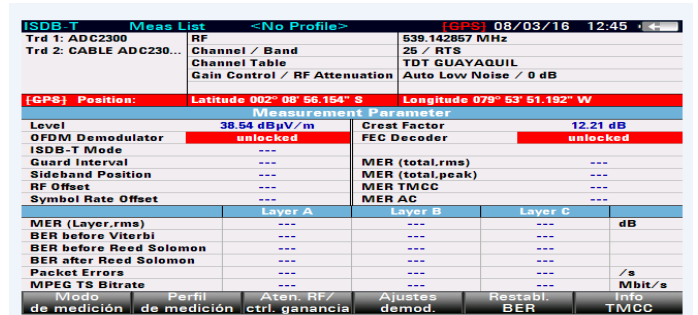 ISDB-T Meas List <No Profile> [GPS] 08/03/16 12:45
Trd 1: ADC2300 RF 539.142857 MHz
Trd 2: CABLE ADC230... Channel / Band 25 / RTS
Channel Table TDT GUAYAQUIL
Gain Control / RF Attenuation Auto Low Noise / 0 dB
[GPS] Position: Latitude 002° 08' 56.154" S Longitude 079° 53' 51.192" W
Measurement Parameter
Level 38.54 dBµV/m Crest Factor 12.21 dB
OFDM Demodulator unlocked FEC Decoder unlocked
ISDB-T Mode ---
Guard Interval --- MER (total,rms) ---
Sideband Position --- MER (total,peak) ---
RF Offset --- MER TMCC ---
Symbol Rate Offset --- MER AC ---
Layer A Layer B Layer C
MER (Layer,rms) --- --- --- dB
BER before Viterbi --- --- ---
BER before Reed Solomon --- --- ---
BER after Reed Solomon --- --- ---
Packet Errors --- --- --- /s
MPEG TS Bitrate --- --- --- Mbit/s
Modo Perfil Aten. RF/ Ajustes Restabl. Info
de medición de medición ctrl. ganancia demod. BER TMCC